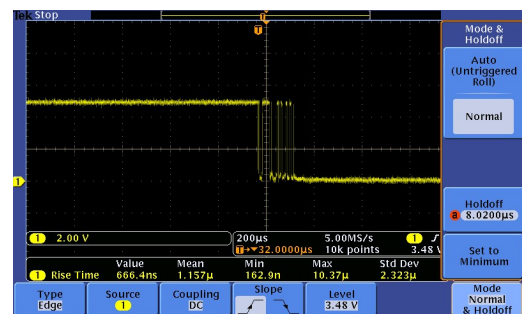 Tek Stop
T
T
Mode &
Holdoff
Auto
(Untriggered
Roll)
Normal
1
Holdoff
a 8.0200µs
Set to
Minimum
1 2.00 V
200µs 5.00MS/s 1
T→▼32.0000µs 10k points 3.48 V
Value Mean Min Max Std Dev
1 Rise Time 666.4ns 1.157µ 162.9n 10.37µ 2.323µ
Type
Edge
Source
1
Coupling
DC
Slope
Level
3.48 V
Mode
Normal
& Holdoff